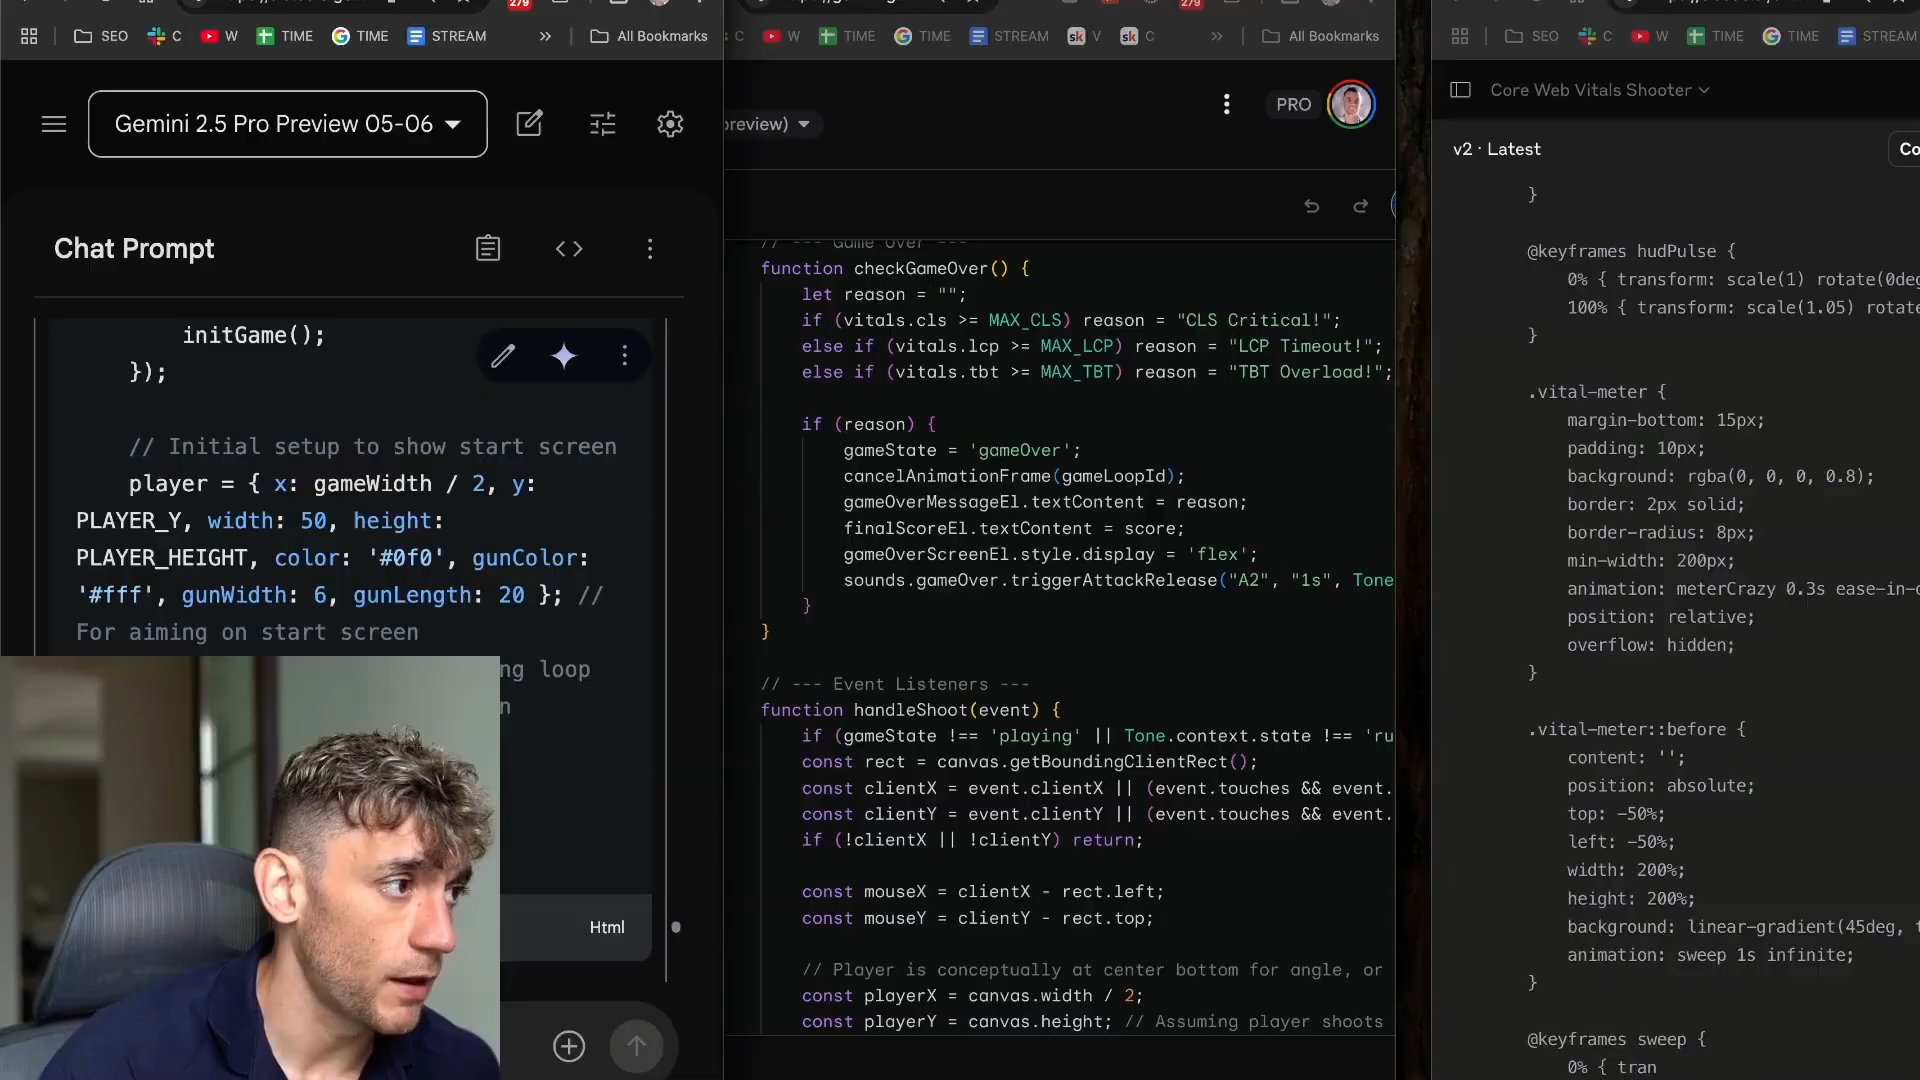 279
279
SEO
C
W
TIME
TIME
STREAM
»
All Bookmarks
C
W
TIME
TIME
STREAM
sk V
sk C
»
All Bookmarks
SEO
C
W
TIME
TIME
STREAM
Gemini 2.5 Pro Preview 05-06
Chat Prompt
initGame();
});
// Initial setup to show start screen
player = { x: gameWidth / 2, y:
PLAYER_Y, width: 50, height:
PLAYER_HEIGHT, color: '#0f0', gunColor:
'#fff', gunWidth: 6, gunLength: 20 }; //
For aiming on start screen
ng loop
n
Html
preview)
PRO
// --- Game Over ---
function checkGameOver() {
let reason = "";
if (vitals.cls >= MAX_CLS) reason = "CLS Critical!";
else if (vitals.lcp >= MAX_LCP) reason = "LCP Timeout!";
else if (vitals.tbt >= MAX_TBT) reason = "TBT Overload!";
if (reason) {
gameState = 'gameOver';
cancelAnimationFrame(gameLoopId);
gameOverMessageEl.textContent = reason;
finalScoreEl.textContent = score;
gameOverScreenEl.style.display = 'flex';
sounds.gameOver.triggerAttackRelease("A2", "1s", Tone
}
}
// --- Event Listeners ---
function handleShoot(event) {
if (gameState !== 'playing' || Tone.context.state !== 'ru
const rect = canvas.getBoundingClientRect();
const clientX = event.clientX || (event.touches && event.
const clientY = event.clientY || (event.touches && event.
if (!clientX || !clientY) return;
const mouseX = clientX - rect.left;
const mouseY = clientY - rect.top;
// Player is conceptually at center bottom for angle, or
const playerX = canvas.width / 2;
const playerY = canvas.height; // Assuming player shoots
Core Web Vitals Shooter
v2 · Latest
Co
}
@keyframes hudPulse {
0% { transform: scale(1) rotate(0deg
100% { transform: scale(1.05) rotate
}
.vital-meter {
margin-bottom: 15px;
padding: 10px;
background: rgba(0, 0, 0, 0.8);
border: 2px solid;
border-radius: 8px;
min-width: 200px;
animation: meterCrazy 0.3s ease-in-o
position: relative;
overflow: hidden;
}
.vital-meter::before {
content: '';
position: absolute;
top: -50%;
left: -50%;
width: 200%;
height: 200%;
background: linear-gradient(45deg, t
animation: sweep 1s infinite;
}
@keyframes sweep {
0% { tran